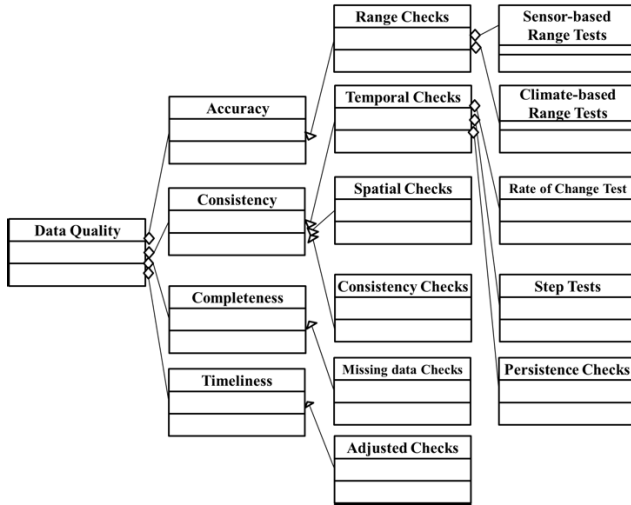 Range Checks
Sensor-based
Range Tests
Accuracy
Temporal Checks
Climate-based
Range Tests
Consistency
Spatial Checks
Rate of Change Test
Data Quality
Completeness
Consistency Checks
Step Tests
Timeliness
Missing data Checks
Persistence Checks
Adjusted Checks